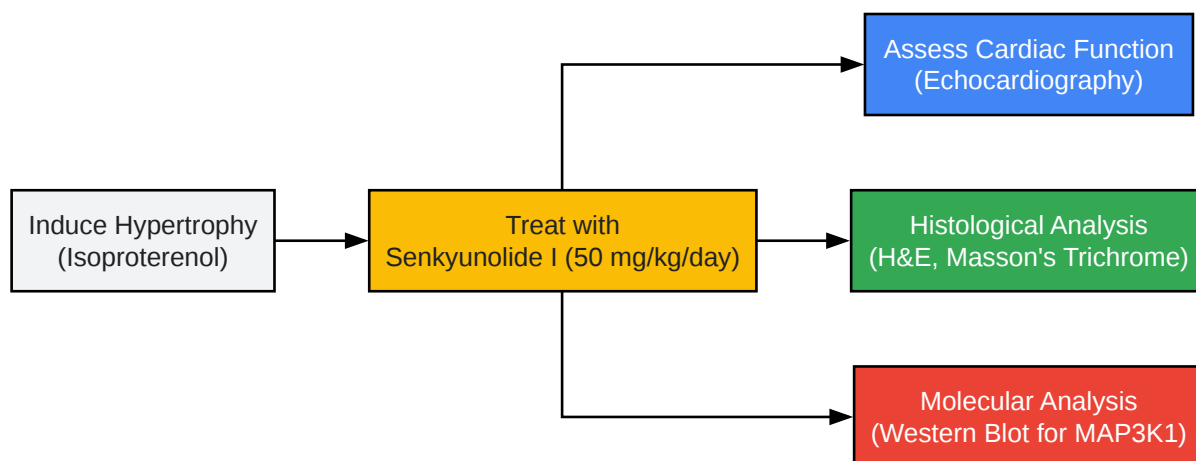 Induce Hypertrophy
(Isoproterenol)
Treat with
Senkyunolide I (50 mg/kg/day)
Assess Cardiac Function
(Echocardiography)
Histological Analysis
(H&E, Masson's Trichrome)
Molecular Analysis
(Western Blot for MAP3K1)